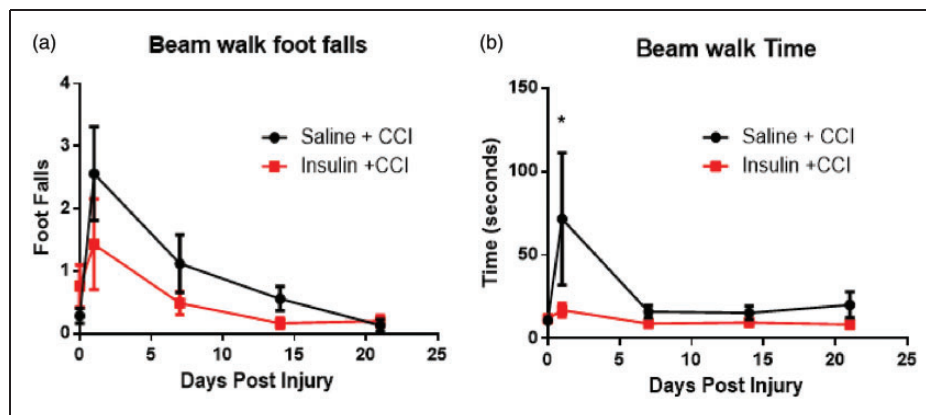 (a)
Beam walk foot falls
4
3
2
1
0
Foot Falls
Saline + CCI
Insulin +CCI
0 5 10 15 20 25
Days Post Injury
(b)
Beam walk Time
150
100
50
0
Time (seconds)
*
Saline + CCI
Insulin +CCI
0 5 10 15 20 25
Days Post Injury